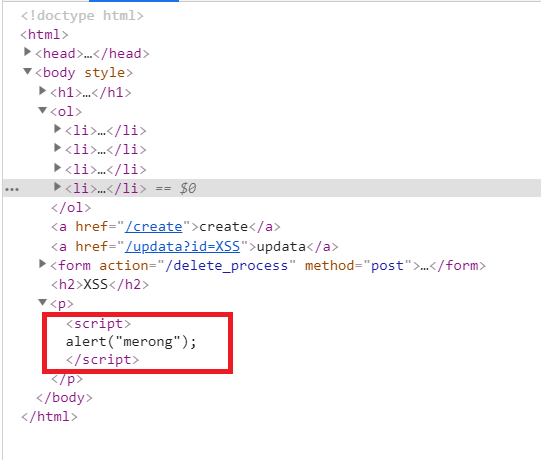 <!doctype html>
<html>
<head>…</head>
<body style>
<h1>…</h1>
<ol>
<li>…</li>
<li>…</li>
<li>…</li>
<li>…</li> == $0
</ol>
<a href="/create">create</a>
<a href="/updata?id=XSS">updata</a>
<form action="/delete_process" method="post">…</form>
<h2>XSS</h2>
<p>
<script>
alert("merong");
</script>
</p>
</body>
</html>